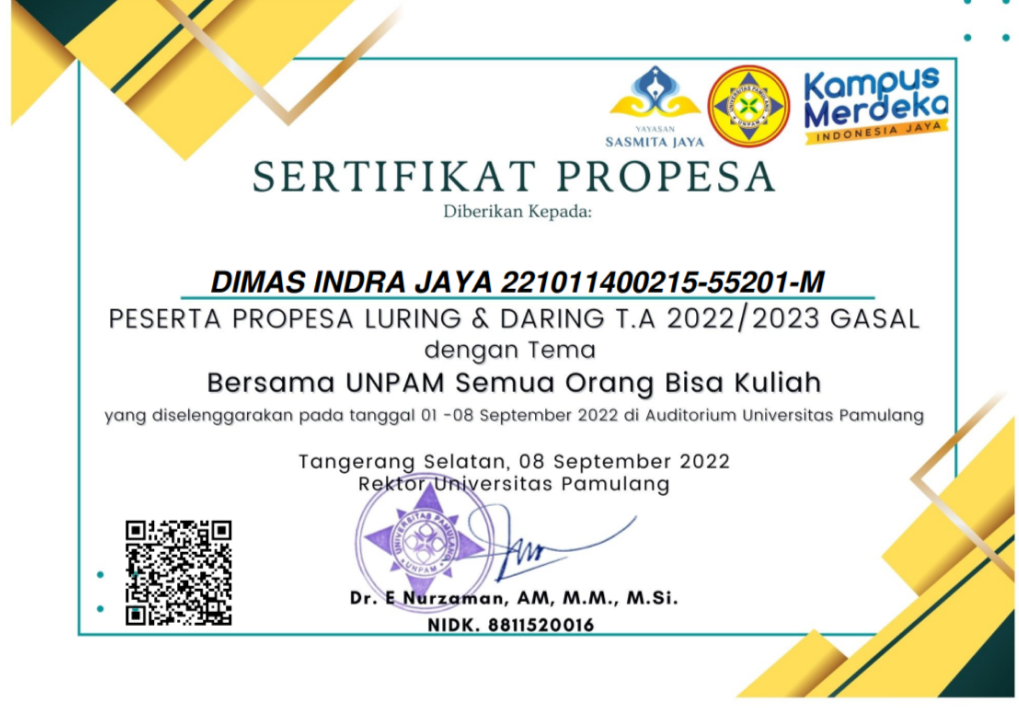 YAYASAN
SASMITA JAYA
UNIVERSITAS PAMULANG
UNPAM
Kampus
Merdeka
INDONESIA JAYA
SERTIFIKAT PROPESA
Diberikan Kepada:
DIMAS INDRA JAYA 221011400215-55201-M
PESERTA PROPESA LURING & DARING T.A 2022/2023 GASAL
dengan Tema
Bersama UNPAM Semua Orang Bisa Kuliah
yang diselenggarakan pada tanggal 01 -08 September 2022 di Auditorium Universitas Pamulang
Tangerang Selatan, 08 September 2022
Rektor Universitas Pamulang
UNIVERSITAS PAMULANG
UNPAM
Dr. E Nurzaman, AM, M.M., M.Si.
NIDK. 8811520016